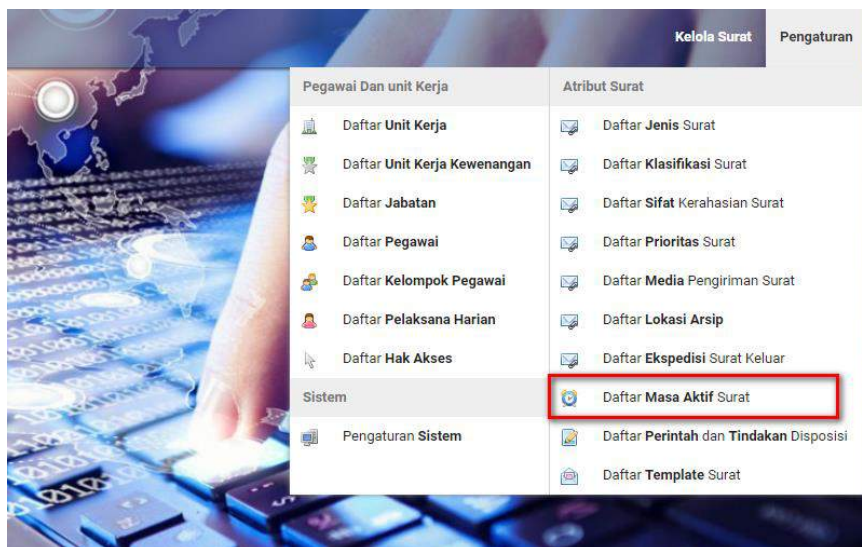 Kelola Surat
Pengaturan
Pegawai Dan unit Kerja
Daftar Unit Kerja
Daftar Unit Kerja Kewenangan
Daftar Jabatan
Daftar Pegawai
Daftar Kelompok Pegawai
Daftar Pelaksana Harian
Daftar Hak Akses
Sistem
Pengaturan Sistem
Atribut Surat
Daftar Jenis Surat
Daftar Klasifikasi Surat
Daftar Sifat Kerahasian Surat
Daftar Prioritas Surat
Daftar Media Pengiriman Surat
Daftar Lokasi Arsip
Daftar Ekspedisi Surat Keluar
Daftar Masa Aktif Surat
Daftar Perintah dan Tindakan Disposisi
Daftar Template Surat